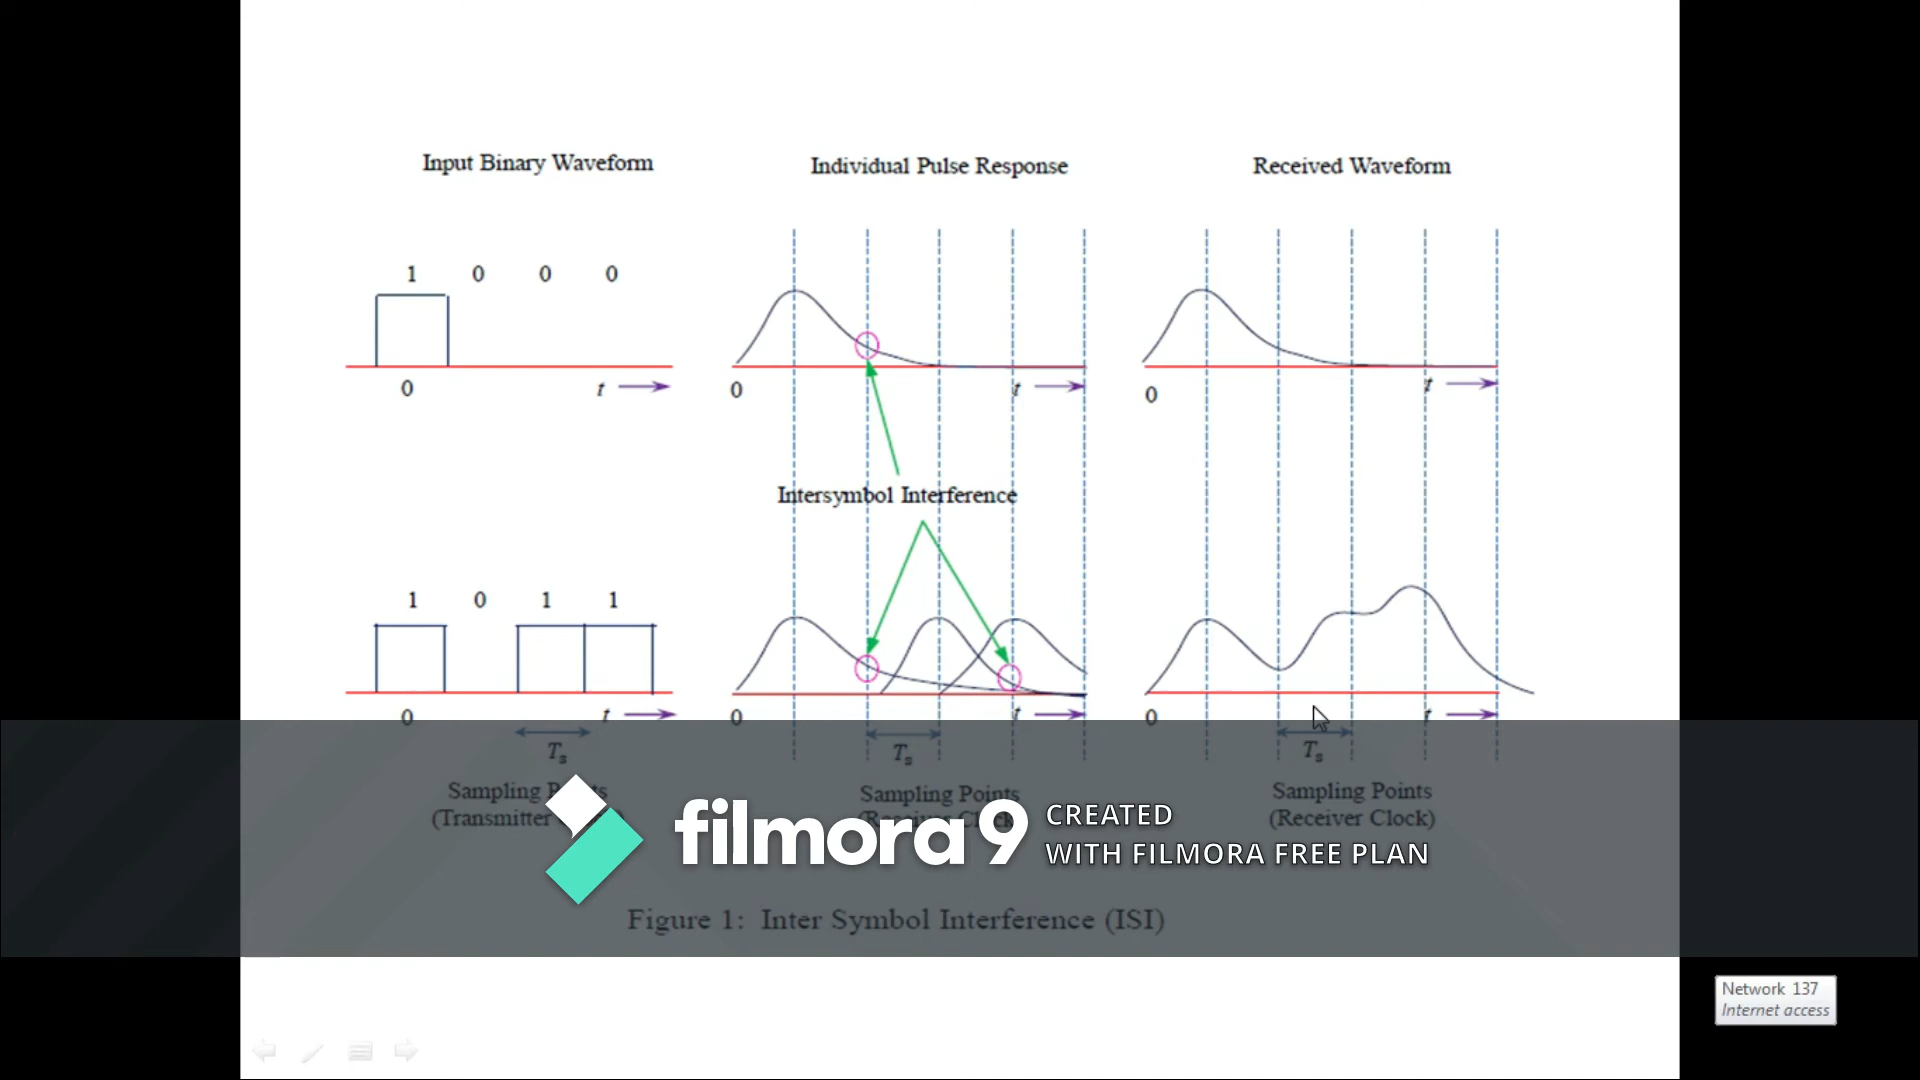 Input Binary Waveform
Individual Pulse Response
Received Waveform
1 0 0 0
0
t
0
t
0
t
Intersymbol Interference
1 0 1 1
0
t
0
t
0
t
Ts
Ts
Ts
Sampling
(Transmitter
Sampling Points
Sampling Points
(Receiver Clock)
filmora9
CREATED
WITH FILMORA FREE PLAN
Figure 1: Inter Symbol Interference (ISI)
Network 137
Internet access